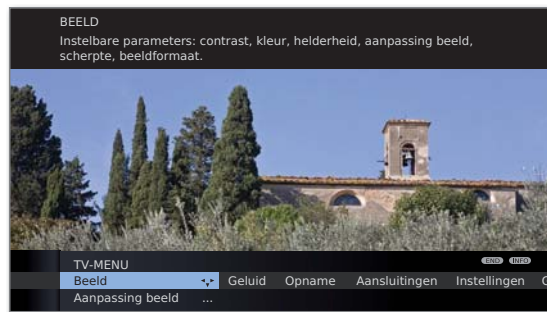 BEELD
Instelbare parameters: contrast, kleur, helderheid, aanpassing beeld,
scherpte, beeldformaat.
TV-MENU END INFO
Beeld Geluid Opname Aansluitingen Instellingen
Aanpassing beeld ...